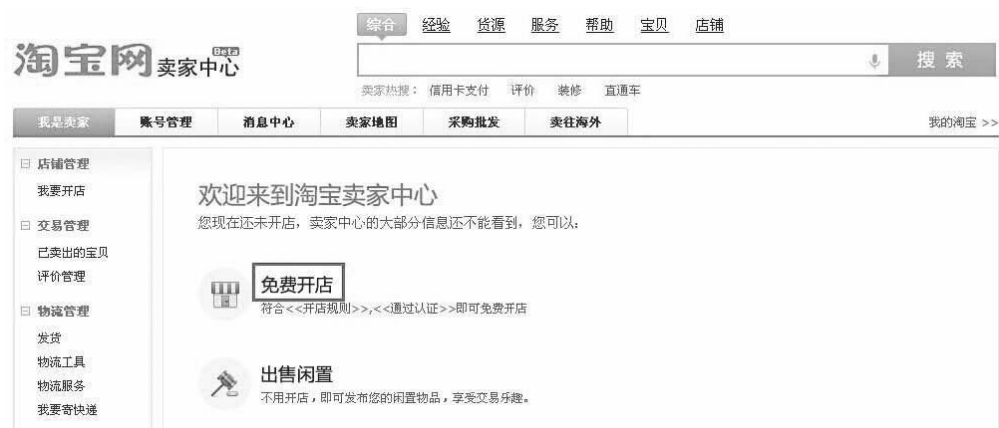 综合 经验 货源 服务 帮助 宝贝 店铺
淘宝网 卖家中心 Beta
搜索
卖家热搜： 信用卡支付 评价 装修 直通车
我是卖家 账号管理 消息中心 卖家地图 采购批发 卖往海外 我的淘宝 >>
店铺管理
我要开店
交易管理
已卖出的宝贝
评价管理
物流管理
发货
物流工具
物流服务
我要寄快递
欢迎来到淘宝卖家中心
您现在还未开店，卖家中心的大部分信息还不能看到，您可以：
免费开店
符合<<开店规则>>,<<通过认证>>即可免费开店
出售闲置
不用开店，即可发布您的闲置物品，享受交易乐趣。